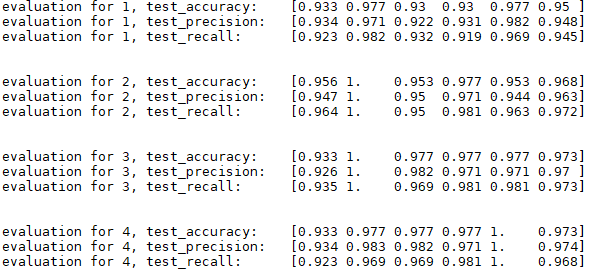 evaluation for 1, test_accuracy:   [0.933 0.977 0.93  0.93  0.977 0.95 ]
evaluation for 1, test_precision:  [0.934 0.971 0.922 0.931 0.982 0.948]
evaluation for 1, test_recall:     [0.923 0.982 0.932 0.919 0.969 0.945]
evaluation for 2, test_accuracy:   [0.956 1.    0.953 0.977 0.953 0.968]
evaluation for 2, test_precision:  [0.947 1.    0.95  0.971 0.944 0.963]
evaluation for 2, test_recall:     [0.964 1.    0.95  0.981 0.963 0.972]
evaluation for 3, test_accuracy:   [0.933 1.    0.977 0.977 0.977 0.973]
evaluation for 3, test_precision:  [0.926 1.    0.982 0.971 0.971 0.97 ]
evaluation for 3, test_recall:     [0.935 1.    0.969 0.981 0.981 0.973]
evaluation for 4, test_accuracy:   [0.933 0.977 0.977 0.977 1.    0.973]
evaluation for 4, test_precision:  [0.934 0.983 0.982 0.971 1.    0.974]
evaluation for 4, test_recall:     [0.923 0.969 0.969 0.981 1.    0.968]